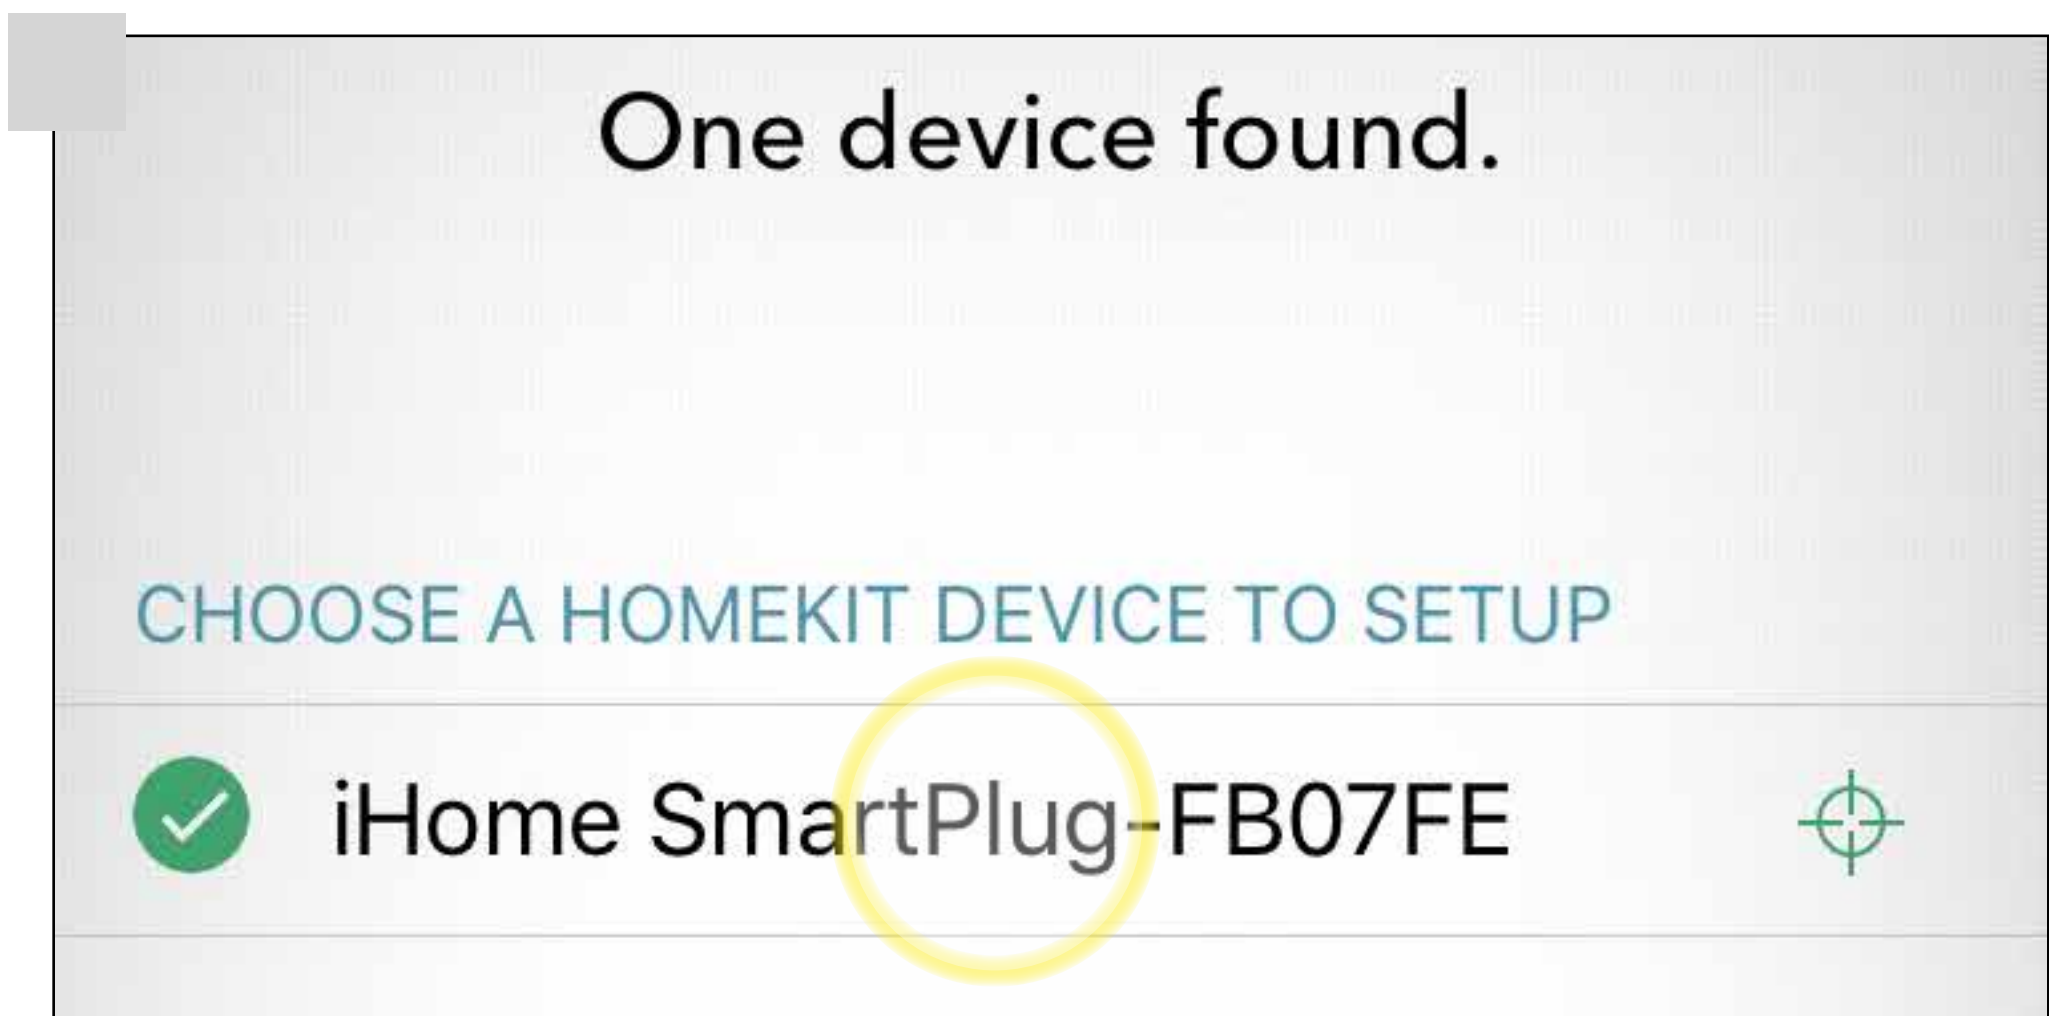 One device found.
CHOOSE A HOMEKIT DEVICE TO SETUP
iHome SmartPlug-FB07FE